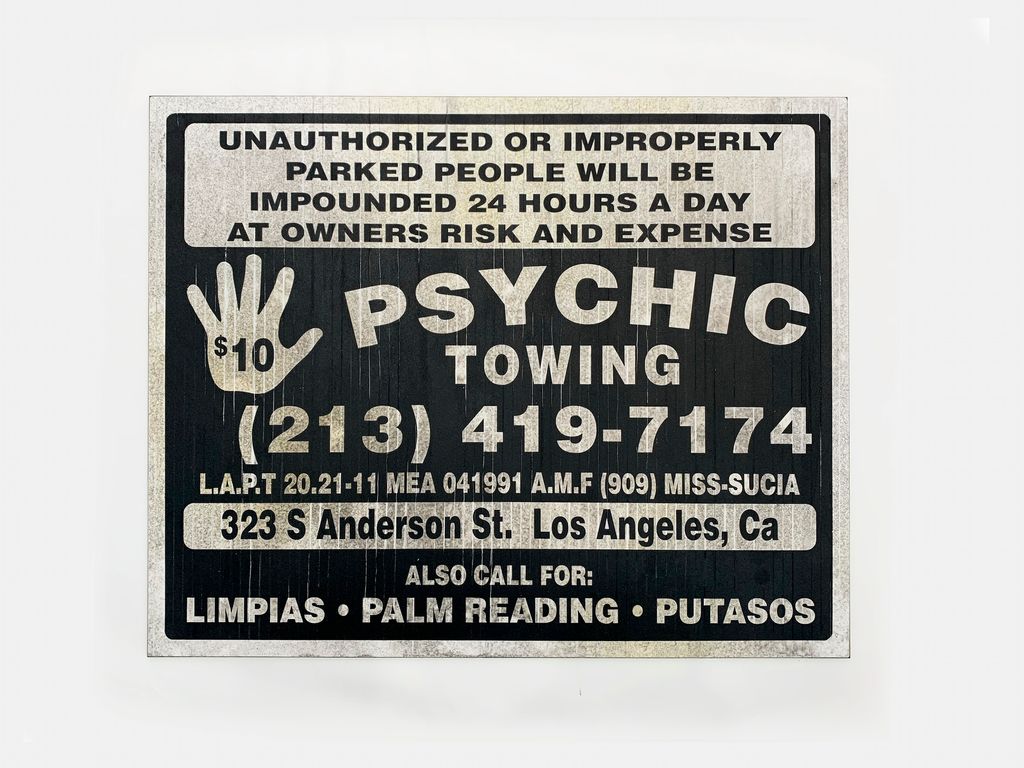 UNAUTHORIZED OR IMPROPERLY
PARKED PEOPLE WILL BE
IMPOUNDED 24 HOURS A DAY
AT OWNERS RISK AND EXPENSE
$10
PSYCHIC
TOWING
(213) 419-7174
L.A.P.T 20.21-11 MEA 041991 A.M.F (909) MISS-SUCIA
323 S Anderson St. Los Angeles, Ca
ALSO CALL FOR:
LIMPIAS • PALM READING • PUTASOS